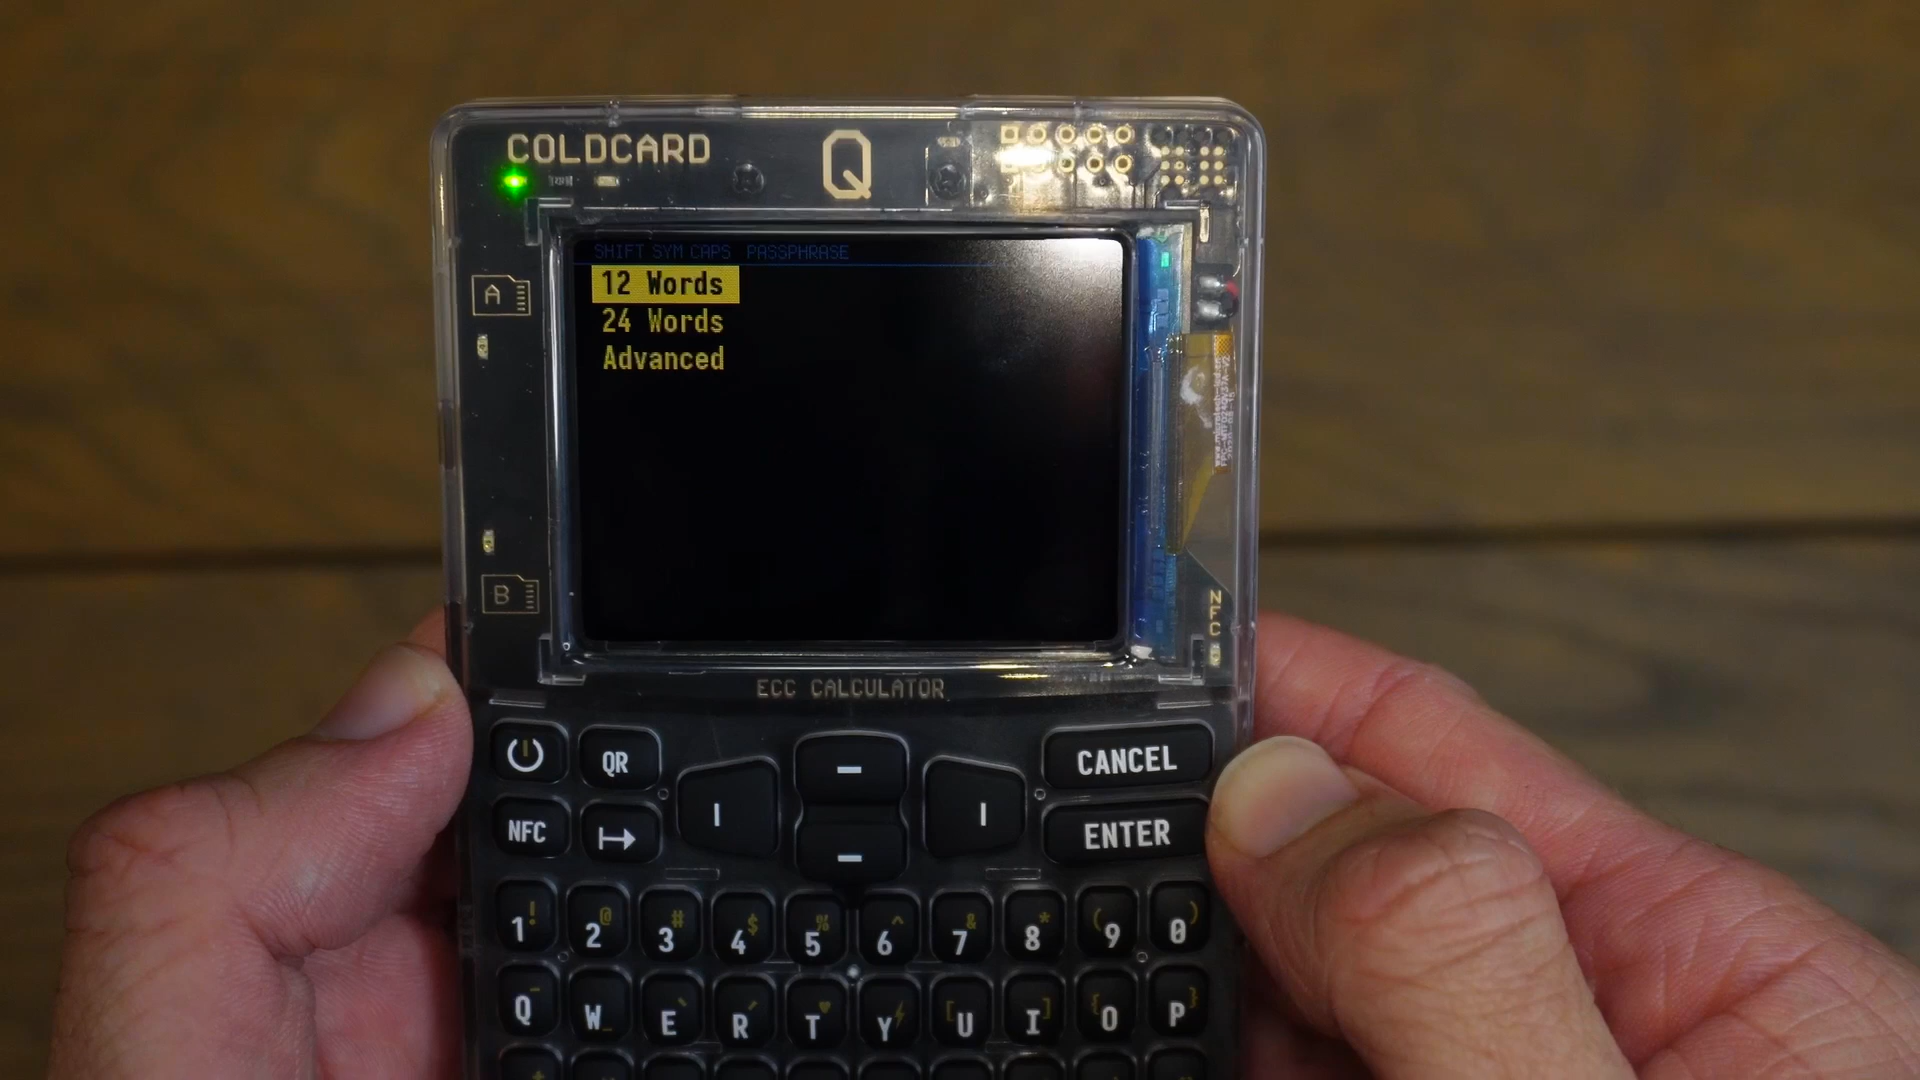 COLDCARD Q
SHIFT SYM CAPS PASSPHRASE
12 Words
24 Words
Advanced
A
B
NFC
ECC CALCULATOR
QR
CANCEL
NFC
ENTER
1! 2@ 3# 4$ 5% 6^ 7& 8* 9( 0)
Q W E R T Y U I O P